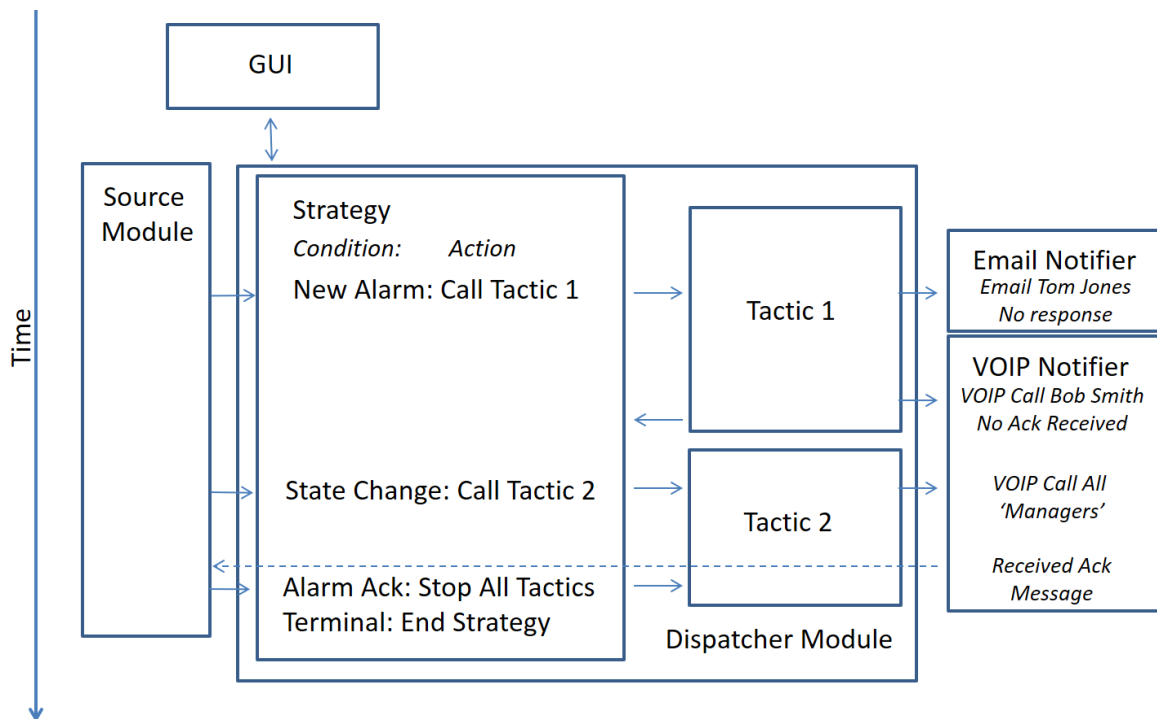 GUI
Time
Source
Module
Strategy
Condition: Action
New Alarm: Call Tactic 1
State Change: Call Tactic 2
Alarm Ack: Stop All Tactics
Terminal: End Strategy
Tactic 1
Tactic 2
Dispatcher Module
Email Notifier
Email Tom Jones
No response
VOIP Notifier
VOIP Call Bob Smith
No Ack Received
VOIP Call All
‘Managers’
Received Ack
Message